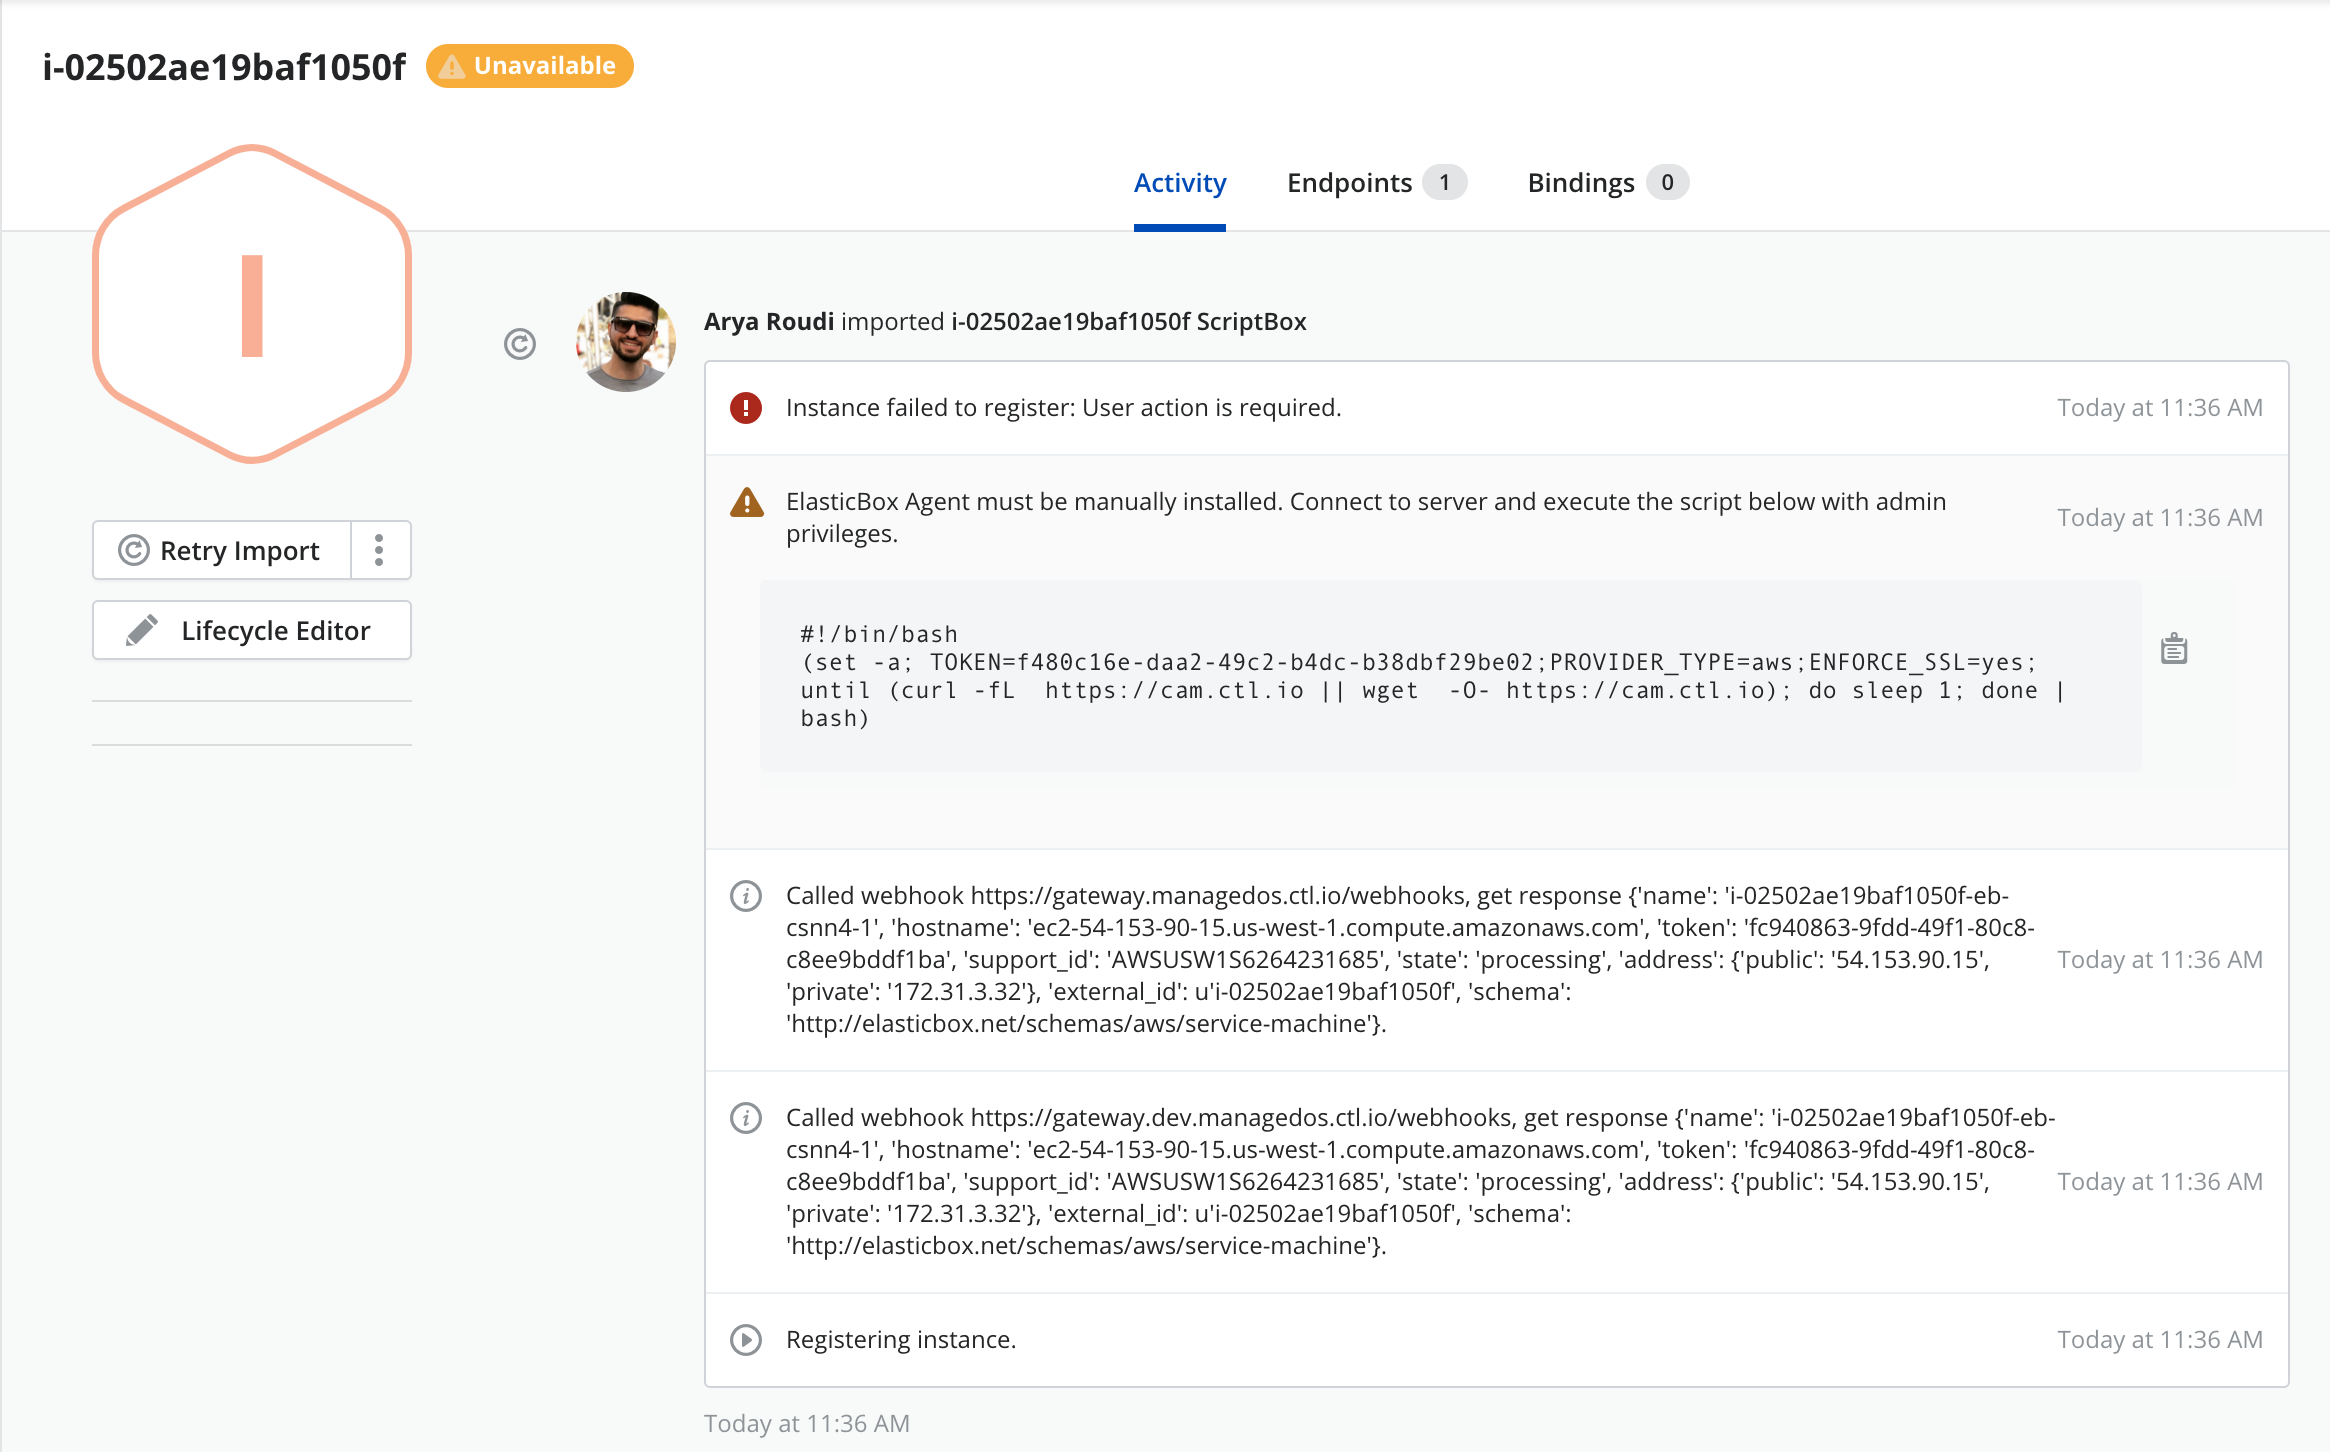 i-02502ae19baf1050f Unavailable
Activity Endpoints 1 Bindings 0
I
Retry Import
Lifecycle Editor
Arya Roudi imported i-02502ae19baf1050f ScriptBox
Instance failed to register: User action is required. Today at 11:36 AM
ElasticBox Agent must be manually installed. Connect to server and execute the script below with admin
privileges.
Today at 11:36 AM
#!/bin/bash
(set -a; TOKEN=f480c16e-daa2-49c2-b4dc-b38dbf29be02;PROVIDER_TYPE=aws;ENFORCE_SSL=yes;
until (curl -fL  https://cam.ctl.io || wget  -O- https://cam.ctl.io); do sleep 1; done |
bash)
Called webhook https://gateway.managedos.ctl.io/webhooks, get response {'name': 'i-02502ae19baf1050f-eb-
csnn4-1', 'hostname': 'ec2-54-153-90-15.us-west-1.compute.amazonaws.com', 'token': 'fc940863-9fdd-49f1-80c8-
c8ee9bddf1ba', 'support_id': 'AWSUSW1S6264231685', 'state': 'processing', 'address': {'public': '54.153.90.15',
'private': '172.31.3.32'}, 'external_id': u'i-02502ae19baf1050f', 'schema':
'http://elasticbox.net/schemas/aws/service-machine'}.
Today at 11:36 AM
Called webhook https://gateway.dev.managedos.ctl.io/webhooks, get response {'name': 'i-02502ae19baf1050f-eb-
csnn4-1', 'hostname': 'ec2-54-153-90-15.us-west-1.compute.amazonaws.com', 'token': 'fc940863-9fdd-49f1-80c8-
c8ee9bddf1ba', 'support_id': 'AWSUSW1S6264231685', 'state': 'processing', 'address': {'public': '54.153.90.15',
'private': '172.31.3.32'}, 'external_id': u'i-02502ae19baf1050f', 'schema':
'http://elasticbox.net/schemas/aws/service-machine'}.
Today at 11:36 AM
Registering instance. Today at 11:36 AM
Today at 11:36 AM